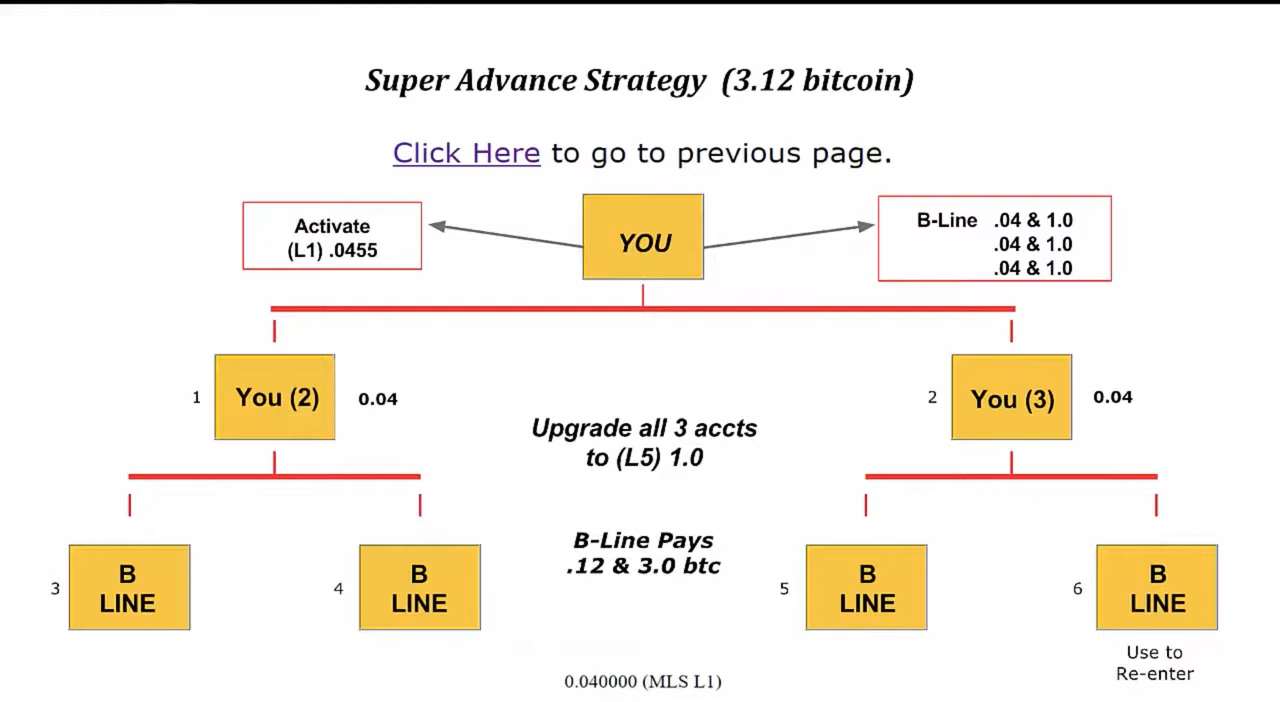 Super Advance Strategy (3.12 bitcoin)
Click Here to go to previous page.
Activate
(L1) .0455
YOU
B-Line .04 & 1.0
.04 & 1.0
.04 & 1.0
1
You (2)
0.04
2
You (3)
0.04
Upgrade all 3 accts
to (L5) 1.0
B-Line Pays
.12 & 3.0 btc
3
B
LINE
4
B
LINE
5
B
LINE
6
B
LINE
Use to
Re-enter
0.040000 (MLS L1)